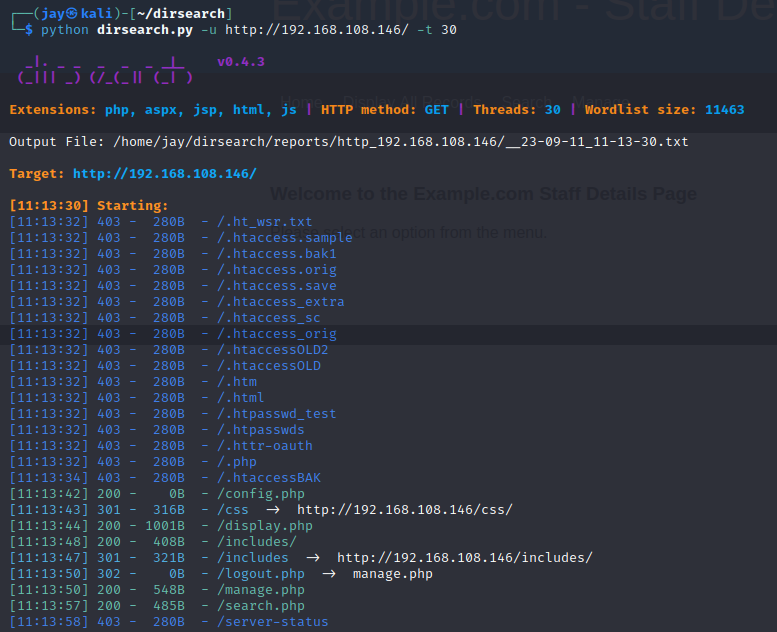 Example.com - Staff De
(jay㉿kali)-[~/dirsearch]
$ python dirsearch.py -u http://192.168.108.146/ -t 30
v0.4.3
Extensions: php, aspx, jsp, html, js | HTTP method: GET | Threads: 30 | Wordlist size: 11463
Output File: /home/jay/dirsearch/reports/http_192.168.108.146/__23-09-11_11-13-30.txt
Target: http://192.168.108.146/
Welcome to the Example.com Staff Details Page
[11:13:30] Starting:
[11:13:32] 403 - 280B - /.ht_wsr.txt
select an option from the menu.
[11:13:32] 403 - 280B - /.htaccess.sample
[11:13:32] 403 - 280B - /.htaccess.bak1
[11:13:32] 403 - 280B - /.htaccess.orig
[11:13:32] 403 - 280B - /.htaccess.save
[11:13:32] 403 - 280B - /.htaccess_extra
[11:13:32] 403 - 280B - /.htaccess_sc
[11:13:32] 403 - 280B - /.htaccess_orig
[11:13:32] 403 - 280B - /.htaccessOLD2
[11:13:32] 403 - 280B - /.htaccessOLD
[11:13:32] 403 - 280B - /.htm
[11:13:32] 403 - 280B - /.html
[11:13:32] 403 - 280B - /.htpasswd_test
[11:13:32] 403 - 280B - /.htpasswds
[11:13:32] 403 - 280B - /.httr-oauth
[11:13:32] 403 - 280B - /.php
[11:13:34] 403 - 280B - /.htaccessBAK
[11:13:42] 200 - 0B - /config.php
[11:13:43] 301 - 316B - /css → http://192.168.108.146/css/
[11:13:44] 200 - 1001B - /display.php
[11:13:48] 200 - 408B - /includes/
[11:13:47] 301 - 321B - /includes → http://192.168.108.146/includes/
[11:13:50] 302 - 0B - /logout.php → manage.php
[11:13:50] 200 - 548B - /manage.php
[11:13:57] 200 - 485B - /search.php
[11:13:58] 403 - 280B - /server-status